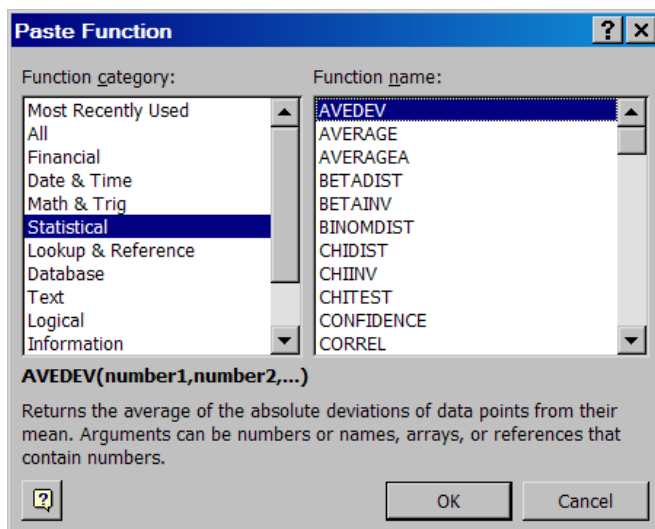 Paste Function
Function category:
Most Recently Used
All
Financial
Date & Time
Math & Trig
Statistical
Lookup & Reference
Database
Text
Logical
Information
Function name:
AVEDEV
AVERAGE
AVERAGEA
BETADIST
BETAINV
BINOMDIST
CHIDIST
CHIINV
CHITEST
CONFIDENCE
CORREL
AVEDEV(number1,number2,...)
Returns the average of the absolute deviations of data points from their
mean. Arguments can be numbers or names, arrays, or references that
contain numbers.
OK
Cancel